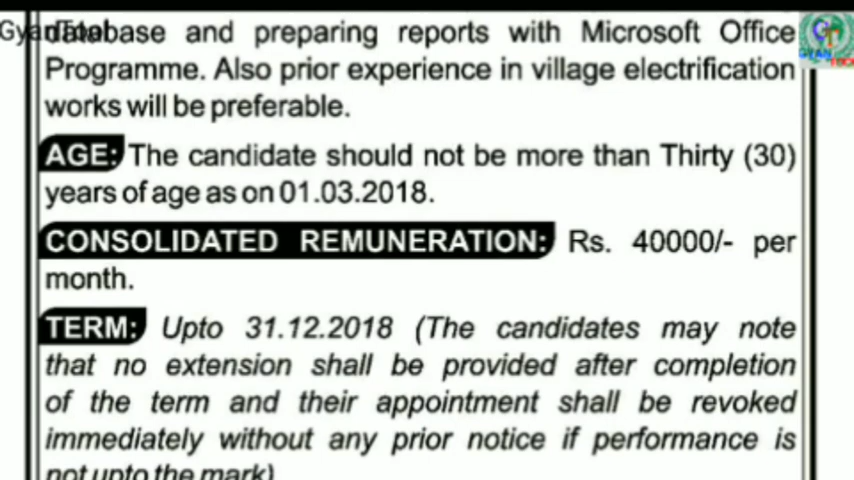 GyanTool
database and preparing reports with Microsoft Office
Programme. Also prior experience in village electrification
works will be preferable.
AGE: The candidate should not be more than Thirty (30)
years of age as on 01.03.2018.
CONSOLIDATED REMUNERATION: Rs. 40000/- per
month.
TERM: Upto 31.12.2018 (The candidates may note
that no extension shall be provided after completion
of the term and their appointment shall be revoked
immediately without any prior notice if performance is
not upto the mark)